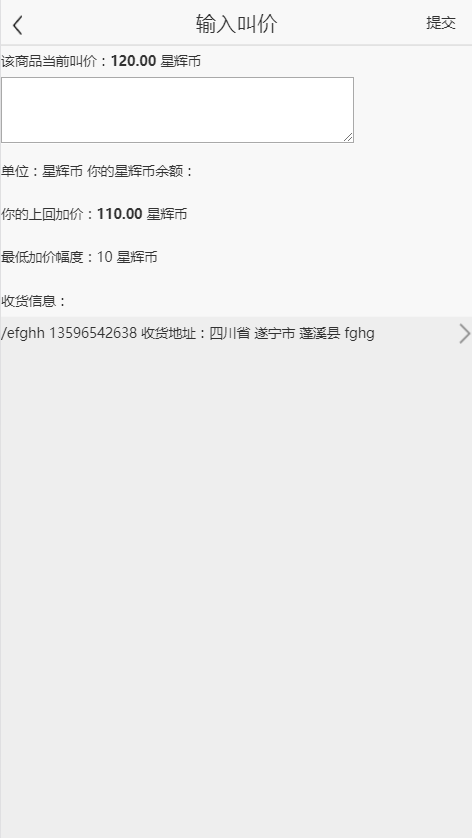 输入叫价
提交
该商品当前叫价：120.00 星辉币
单位：星辉币 你的星辉币余额：
你的上回加价：110.00 星辉币
最低加价幅度：10 星辉币
收货信息：
/efghh 13596542638 收货地址：四川省 遂宁市 蓬溪县 fghg